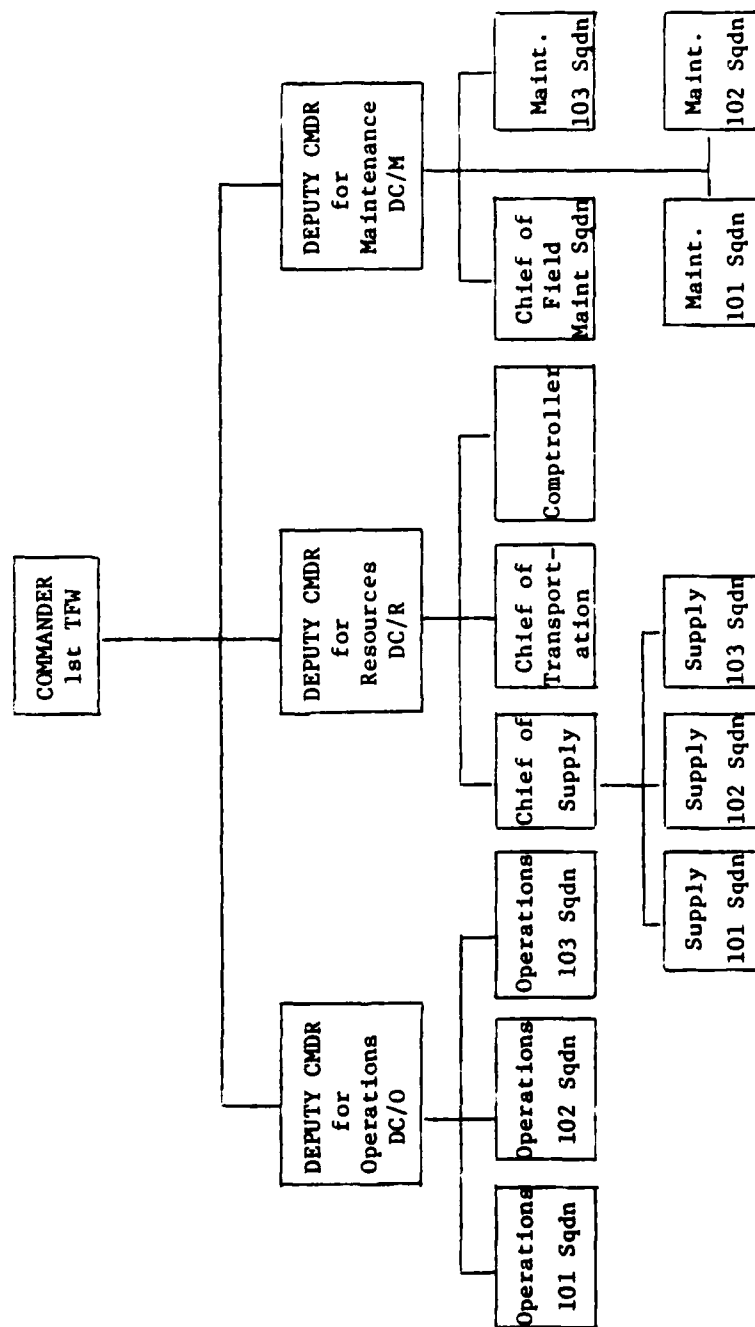 COMMANDER
1st TFW
DEPUTY CMDR
for
Operations
DC/O
DEPUTY CMDR
for
Resources
DC/R
DEPUTY CMDR
for
Maintenance
DC/M
Operations
101 Sqdn
Operations
102 Sqdn
Operations
103 Sqdn
Chief of
Supply
Chief of
Transport-
ation
Comptroller
Chief of
Field
Maint Sqdn
Maint.
103 Sqdn
Supply
101 Sqdn
Supply
102 Sqdn
Supply
103 Sqdn
Maint.
101 Sqdn
Maint.
102 Sqdn